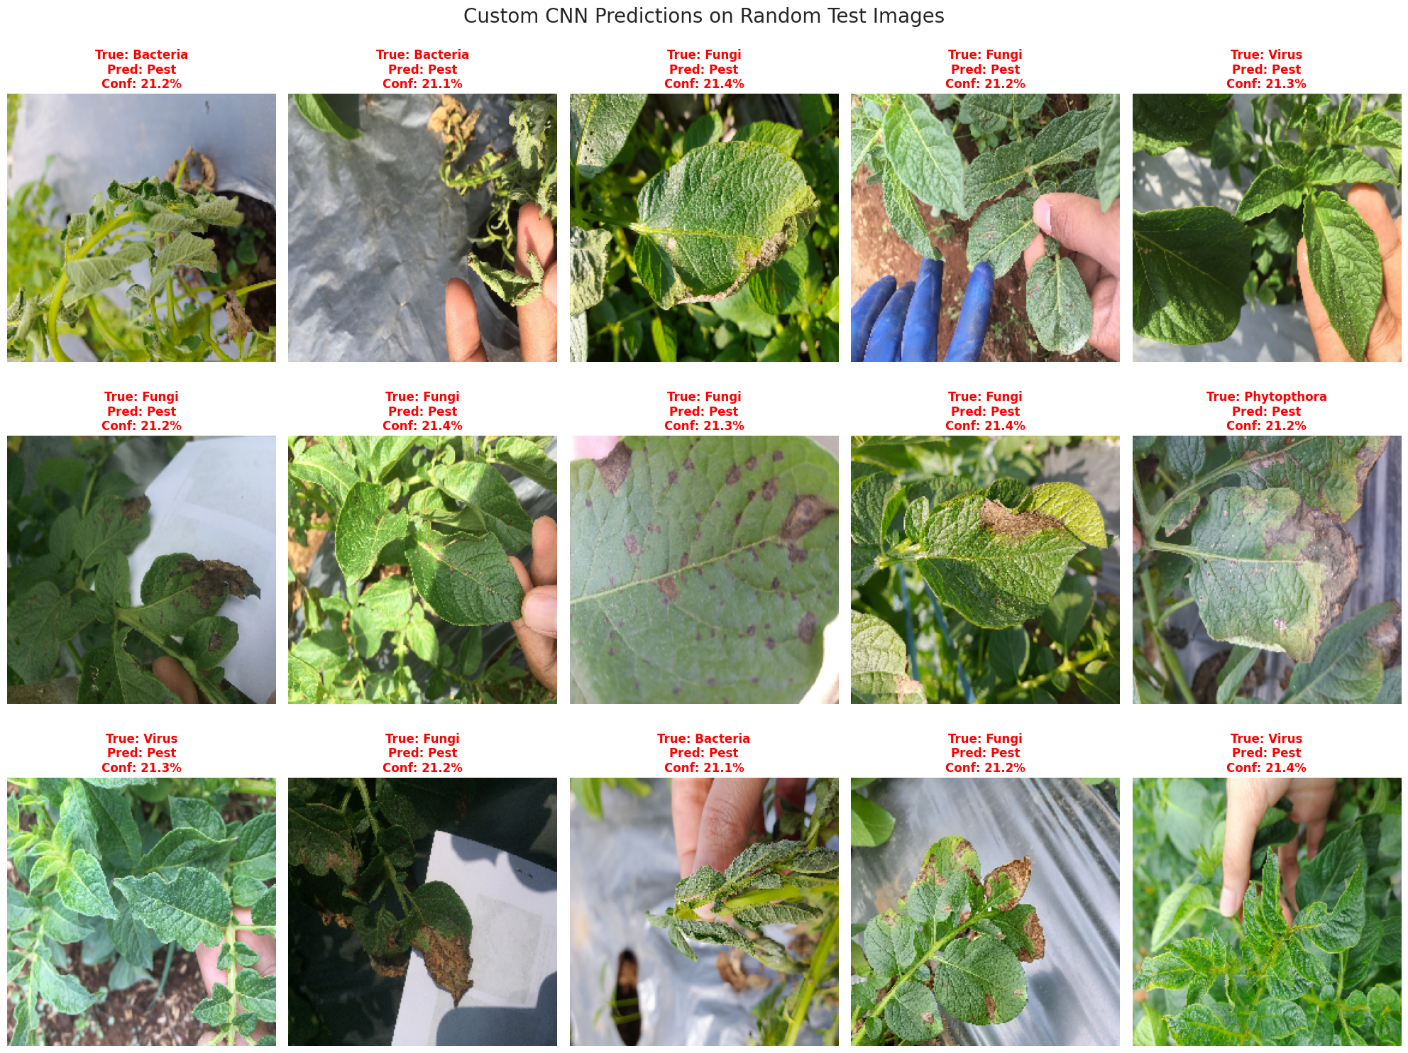 Custom CNN Predictions on Random Test Images
True: Bacteria
Pred: Pest
Conf: 21.2%
True: Bacteria
Pred: Pest
Conf: 21.1%
True: Fungi
Pred: Pest
Conf: 21.4%
True: Fungi
Pred: Pest
Conf: 21.2%
True: Virus
Pred: Pest
Conf: 21.3%
True: Fungi
Pred: Pest
Conf: 21.2%
True: Fungi
Pred: Pest
Conf: 21.4%
True: Fungi
Pred: Pest
Conf: 21.3%
True: Fungi
Pred: Pest
Conf: 21.4%
True: Phytopthora
Pred: Pest
Conf: 21.2%
True: Virus
Pred: Pest
Conf: 21.3%
True: Fungi
Pred: Pest
Conf: 21.2%
True: Bacteria
Pred: Pest
Conf: 21.1%
True: Fungi
Pred: Pest
Conf: 21.2%
True: Virus
Pred: Pest
Conf: 21.4%